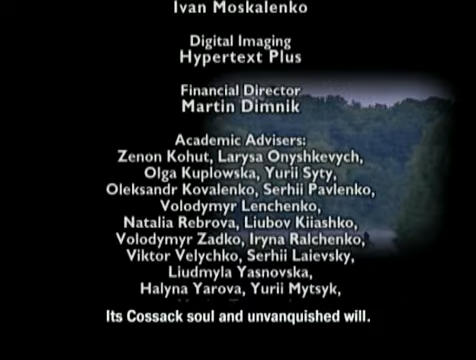 Ivan Moskalenko
Digital Imaging
Hypertext Plus
Financial Director
Martin Dimnik
Academic Advisers:
Zenon Kohut, Larysa Onyshkevych,
Olga Kuplowska, Yurii Syty,
Oleksandr Kovalenko, Serhii Pavlenko,
Volodymyr Lenchenko,
Natalia Rebrova, Liubov Kiiashko,
Volodymyr Zadko, Iryna Ralchenko,
Viktor Velychko, Serhii Laievsky,
Liudmyla Yasnovska,
Halyna Yarova, Yurii Mytsyk,
Its Cossack soul and unvanquished will.